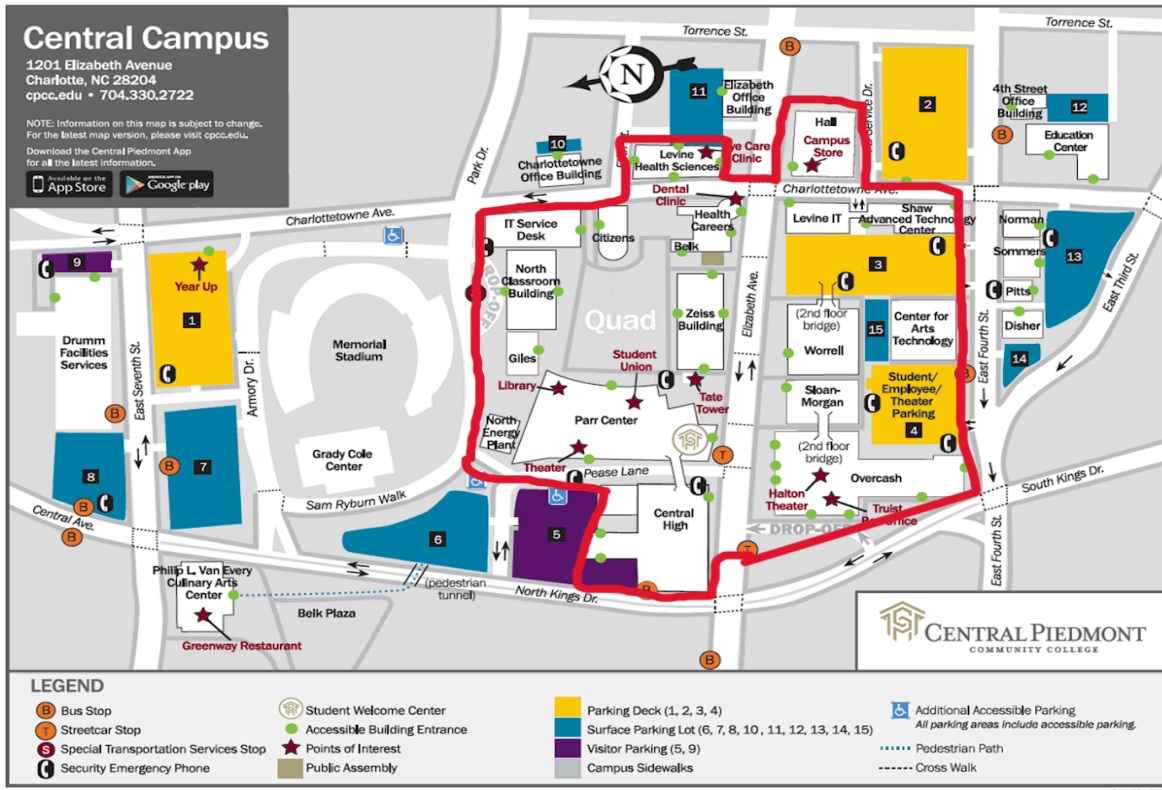 Central Campus
1201 Elizabeth Avenue
Charlotte, NC 28204
cpcc.edu • 704.330.2722
NOTE: Information on this map is subject to change.
For the latest map version, please visit cpcc.edu.
Download the Central Piedmont App
for all the latest information.
Available on the
App Store
ANDROID APP ON
Google play
Torrence St.
Torrence St.
B
N
11
Elizabeth
Office
Building
2
4th Street
Office
Building
12
B
Education
Center
Hall
Campus
Store
Service Dr.
10
Charlottetowne
Office Building
Park Dr.
Levine
Health Sciences
Eye Care
Clinic
Dental
Clinic
Charlottetowne Ave.
Charlottetowne Ave.
IT Service
Desk
Citizens
Health
Careers
Belk
Levine IT
Shaw
Advanced Technology
Center
Norman
Sommers
Pitts
Disher
13
14
East Third St.
9
Year Up
1
Drumm
Facilities
Services
East Seventh St.
Armory Dr.
Memorial
Stadium
DROP-OFF
S
North
Classroom
Building
Giles
Quad
Zeiss
Building
Elizabeth Ave.
3
(2nd floor
bridge)
15
Center for
Arts
Technology
Worrell
East Fourth St.
B
Student
Union
Library
Tate
Tower
Sloan-
Morgan
Student/
Employee/
Theater
Parking
4
North
Energy
Plant
Parr Center
Theater
(2nd floor
bridge)
T
Pease Lane
Overcash
Halton
Theater
Truist
Box Office
South Kings Dr.
B
B
8
7
B
B
Central Ave.
Grady Cole
Center
Sam Ryburn Walk
6
5
Central
High
DROP-OFF
T
B
East Fourth St.
(pedestrian
tunnel)
North Kings Dr.
Philip L. Van Every
Culinary Arts
Center
Belk Plaza
Greenway Restaurant
B
CENTRAL PIEDMONT
COMMUNITY COLLEGE
LEGEND
B Bus Stop
T Streetcar Stop
S Special Transportation Services Stop
Security Emergency Phone
Student Welcome Center
Accessible Building Entrance
Points of Interest
Public Assembly
Parking Deck (1, 2, 3, 4)
Surface Parking Lot (6, 7, 8, 10 , 11, 12, 13, 14, 15)
Visitor Parking (5, 9)
Campus Sidewalks
Additional Accessible Parking
All parking areas include accessible parking.
Pedestrian Path
Cross Walk